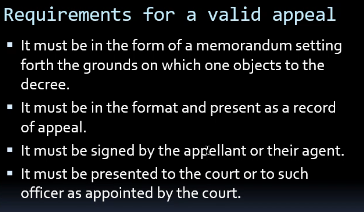 Requirements for a valid appeal
▪ It must be in the form of a memorandum setting
forth the grounds on which one objects to the
decree.
▪ It must be in the format and present as a record
of appeal.
▪ It must be signed by the appellant or their agent.
▪ It must be presented to the court or to such
officer as appointed by the court.